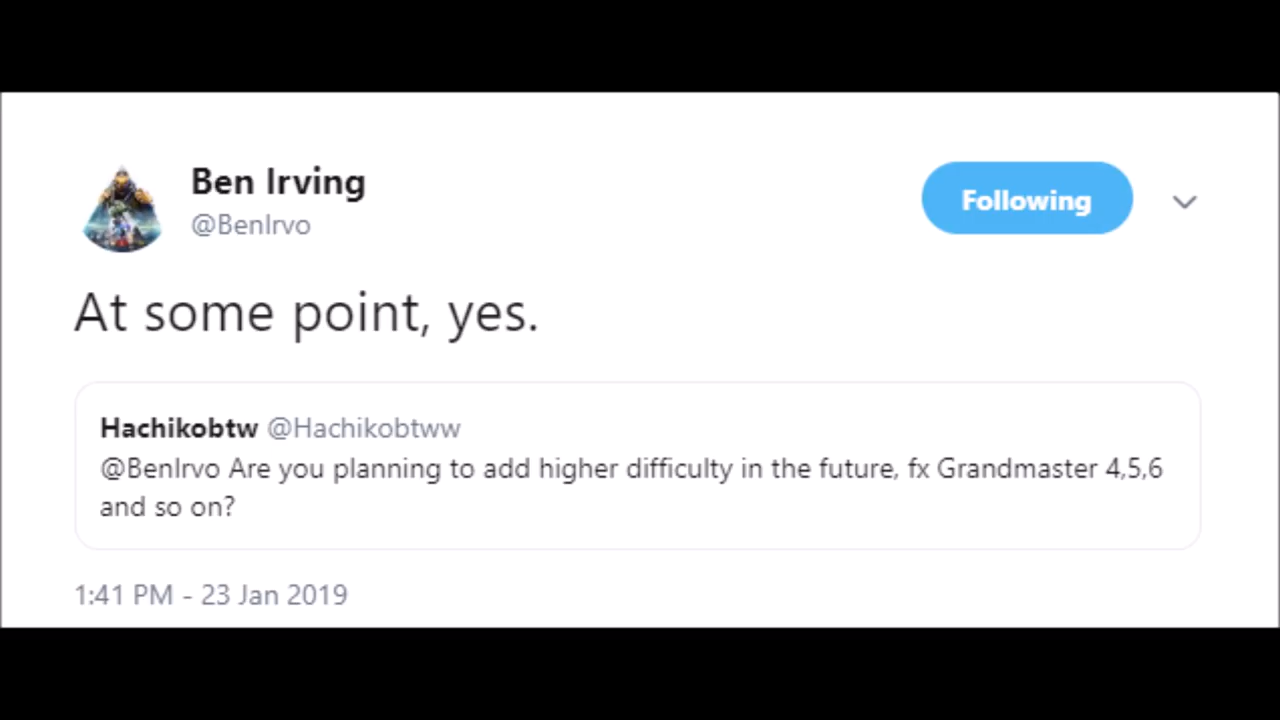 Ben Irving
@BenIrvo
Following
At some point, yes.
Hachikobtw @Hachikobtww
@BenIrvo Are you planning to add higher difficulty in the future, fx Grandmaster 4,5,6
and so on?
1:41 PM - 23 Jan 2019